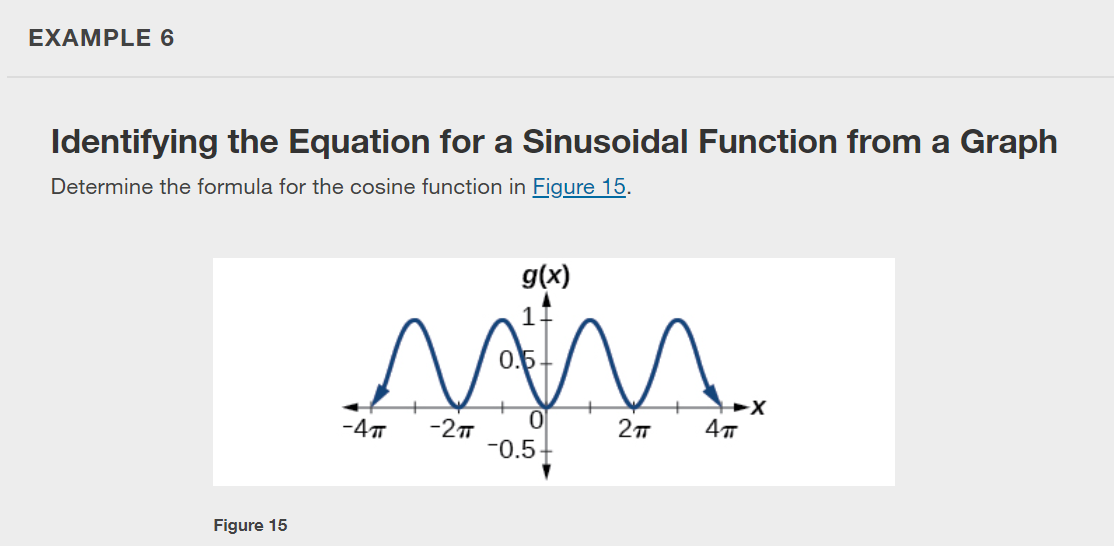 EXAMPLE 6
Identifying the Equation for a Sinusoidal Function from a Graph
Determine the formula for the cosine function in Figure 15.
g(x)
1
0.5
x
-4π -2π 0 2π 4π
-0.5
Figure 15